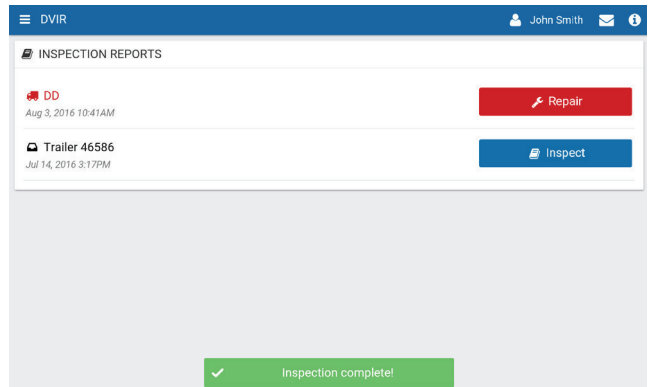 DVIR
John Smith
INSPECTION REPORTS
DD
Repair
Aug 3, 2016 10:41AM
Trailer 46586
Inspect
Jul 14, 2016 3:17PM
Inspection complete!